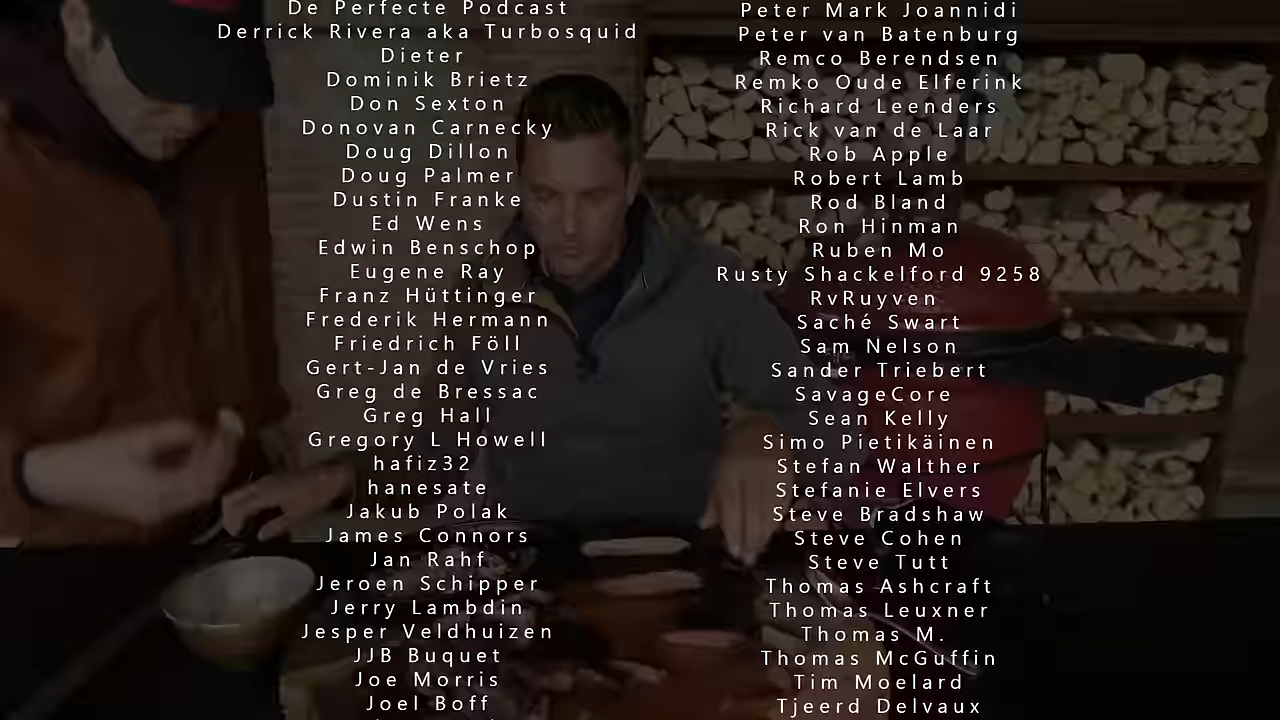 De Perfecte Podcast
Derrick Rivera aka Turbosquid
Dieter
Dominik Brietz
Don Sexton
Donovan Carnecky
Doug Dillon
Doug Palmer
Dustin Franke
Ed Wens
Edwin Benschop
Eugene Ray
Franz Hüttinger
Frederik Hermann
Friedrich Föll
Gert-Jan de Vries
Greg de Bressac
Greg Hall
Gregory L Howell
hafiz32
hanesate
Jakub Polak
James Connors
Jan Rahf
Jeroen Schipper
Jerry Lambdin
Jesper Veldhuizen
JJB Buquet
Joe Morris
Joel Boff
Peter Mark Joannidi
Peter van Batenburg
Remco Berendsen
Remko Oude Elferink
Richard Leenders
Rick van de Laar
Rob Apple
Robert Lamb
Rod Bland
Ron Hinman
Ruben Mo
Rusty Shackelford 9258
RvRuyven
Saché Swart
Sam Nelson
Sander Triebert
SavageCore
Sean Kelly
Simo Pietikäinen
Stefan Walther
Stefanie Elvers
Steve Bradshaw
Steve Cohen
Steve Tutt
Thomas Ashcraft
Thomas Leuxner
Thomas M.
Thomas McGuffin
Tim Moelard
Tjeerd Delvaux